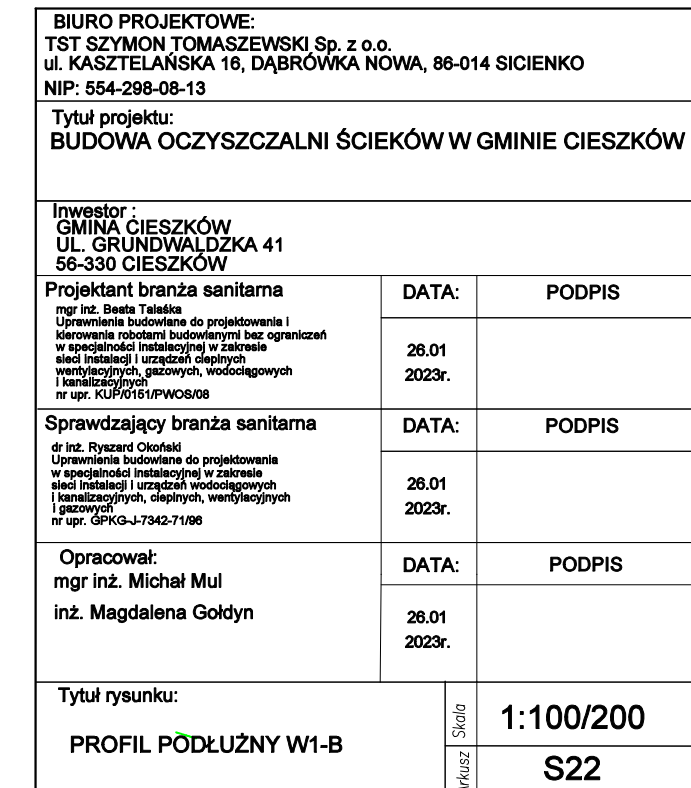 BIURO PROJEKTOWE:
TST SZYMON TOMASZEWSKI Sp. z o.o.
ul. KASZTELAŃSKA 16, DĄBRÓWKA NOWA, 86-014 SICIENKO
NIP: 554-298-08-13
Tytuł projektu:
BUDOWA OCZYSZCZALNI ŚCIEKÓW W GMINIE CIESZKÓW
Inwestor :
GMINA CIESZKÓW
UL. GRUNDWALDZKA 41
56-330 CIESZKÓW
Projektant branża sanitarna
DATA:
PODPIS
mgr inż. Beata Talaśka
Uprawnienia budowlane do projektowania i
kierowania robotami budowlanymi bez ograniczeń
w specjalności instalacyjnej w zakresie
sieci instalacji i urządzeń cieplnych
wentylacyjnych, gazowych, wodociągowych
i kanalizacyjnych
nr upr. KUP/0151/PWOS/08
26.01
2023r.
Sprawdzający branża sanitarna
DATA:
PODPIS
dr inż. Ryszard Okoński
Uprawnienia budowlane do projektowania
w specjalności instalacyjnej w zakresie
sieci instalacji i urządzeń wodociągowych
i kanalizacyjnych, cieplnych, wentylacyjnych
i gazowych
nr upr. GPKG-J-7342-71/96
26.01
2023r.
Opracował:
DATA:
PODPIS
mgr inż. Michał Mul
inż. Magdalena Gołdyn
26.01
2023r.
Tytuł rysunku:
PROFIL PODŁUŻNY W1-B
Skala
1:100/200
S22